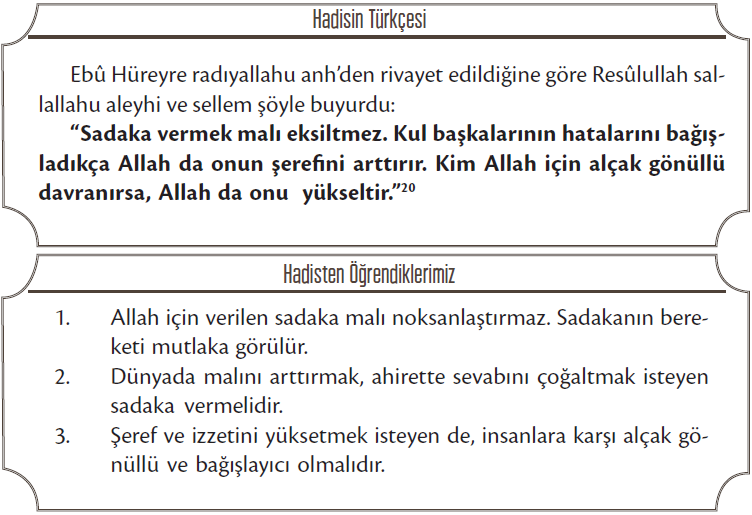 Hadisin Türkçesi
Ebû Hüreyre radıyallahu anh’den rivayet edildiğine göre Resûlullah sal-
lallahu aleyhi ve sellem şöyle buyurdu:
“Sadaka vermek malı eksiltmez. Kul başkalarının hatalarını bağış-
ladıkça Allah da onun şerefini arttırır. Kim Allah için alçak gönüllü
davranırsa, Allah da onu yükseltir.”20
Hadisten Öğrendiklerimiz
1. Allah için verilen sadaka malı noksanlaştırmaz. Sadakanın bere-
keti mutlaka görülür.
2. Dünyada malını arttırmak, ahirette sevabını çoğaltmak isteyen
sadaka vermelidir.
3. Şeref ve izzetini yüksetmek isteyen de, insanlara karşı alçak gö-
nüllü ve bağışlayıcı olmalıdır.